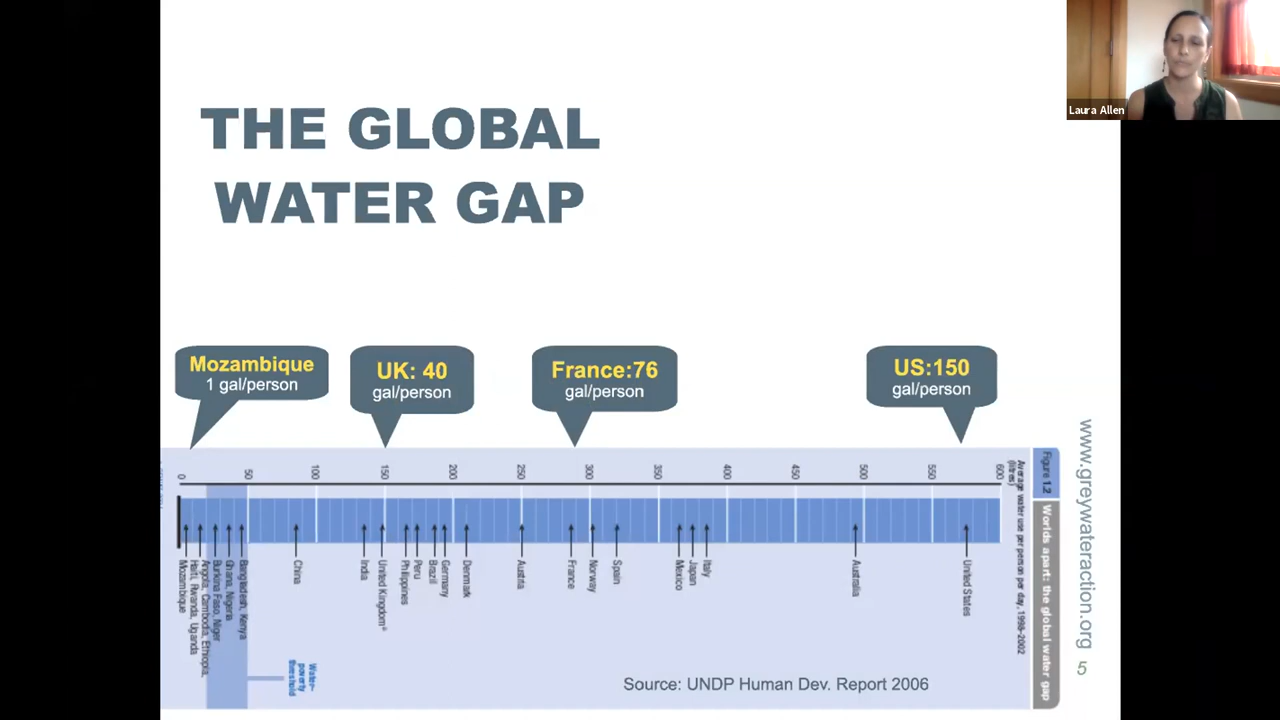 Laura Allen
THE GLOBAL
WATER GAP
Mozambique
1 gal/person
UK: 40
gal/person
France:76
gal/person
US:150
gal/person
0
50
100
150
200
250
300
350
400
450
500
550
600
Average water use per person per day, 1998–2002
(litres)
Figure 1.2
Worlds apart: the global water gap
Mozambique
Haiti, Rwanda, Uganda
Angola, Cambodia, Ethiopia,
Burkina Faso, Niger
Ghana, Nigeria
Bangladesh, Kenya
China
India
United Kingdom
Philippines
Peru
Brazil
Germany
Denmark
Austria
France
Norway
Spain
Mexico
Japan
Italy
Australia
United States
Water-
poverty
threshold
Source: UNDP Human Dev. Report 2006
www.greywateraction.org
5